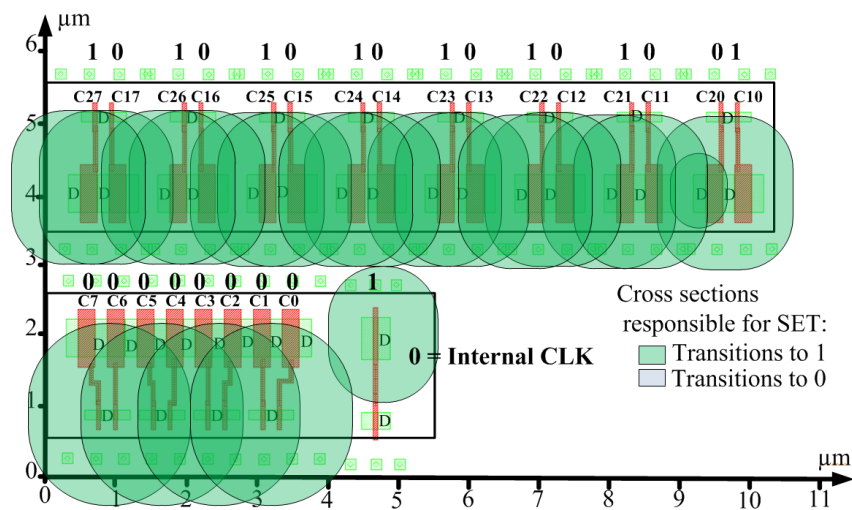 µm
6
1 0 1 0 1 0 1 0 1 0 1 0 1 0 0 1
C27 C17 C26 C16 C25 C15 C24 C14 C23 C13 C22 C12 C21 C11 C20 C10
5
D D D D D D D D
4
D D D D D D D D D D D D D D D D
3
0 0 0 0 0 0 0 0 1
C7 C6 C5 C4 C3 C2 C1 C0
Cross sections
responsible for SET:
2
D D D D D D
0 = Internal CLK
Transitions to 1
Transitions to 0
1
D D D D D
0
µm
0 1 2 3 4 5 6 7 8 9 10 11